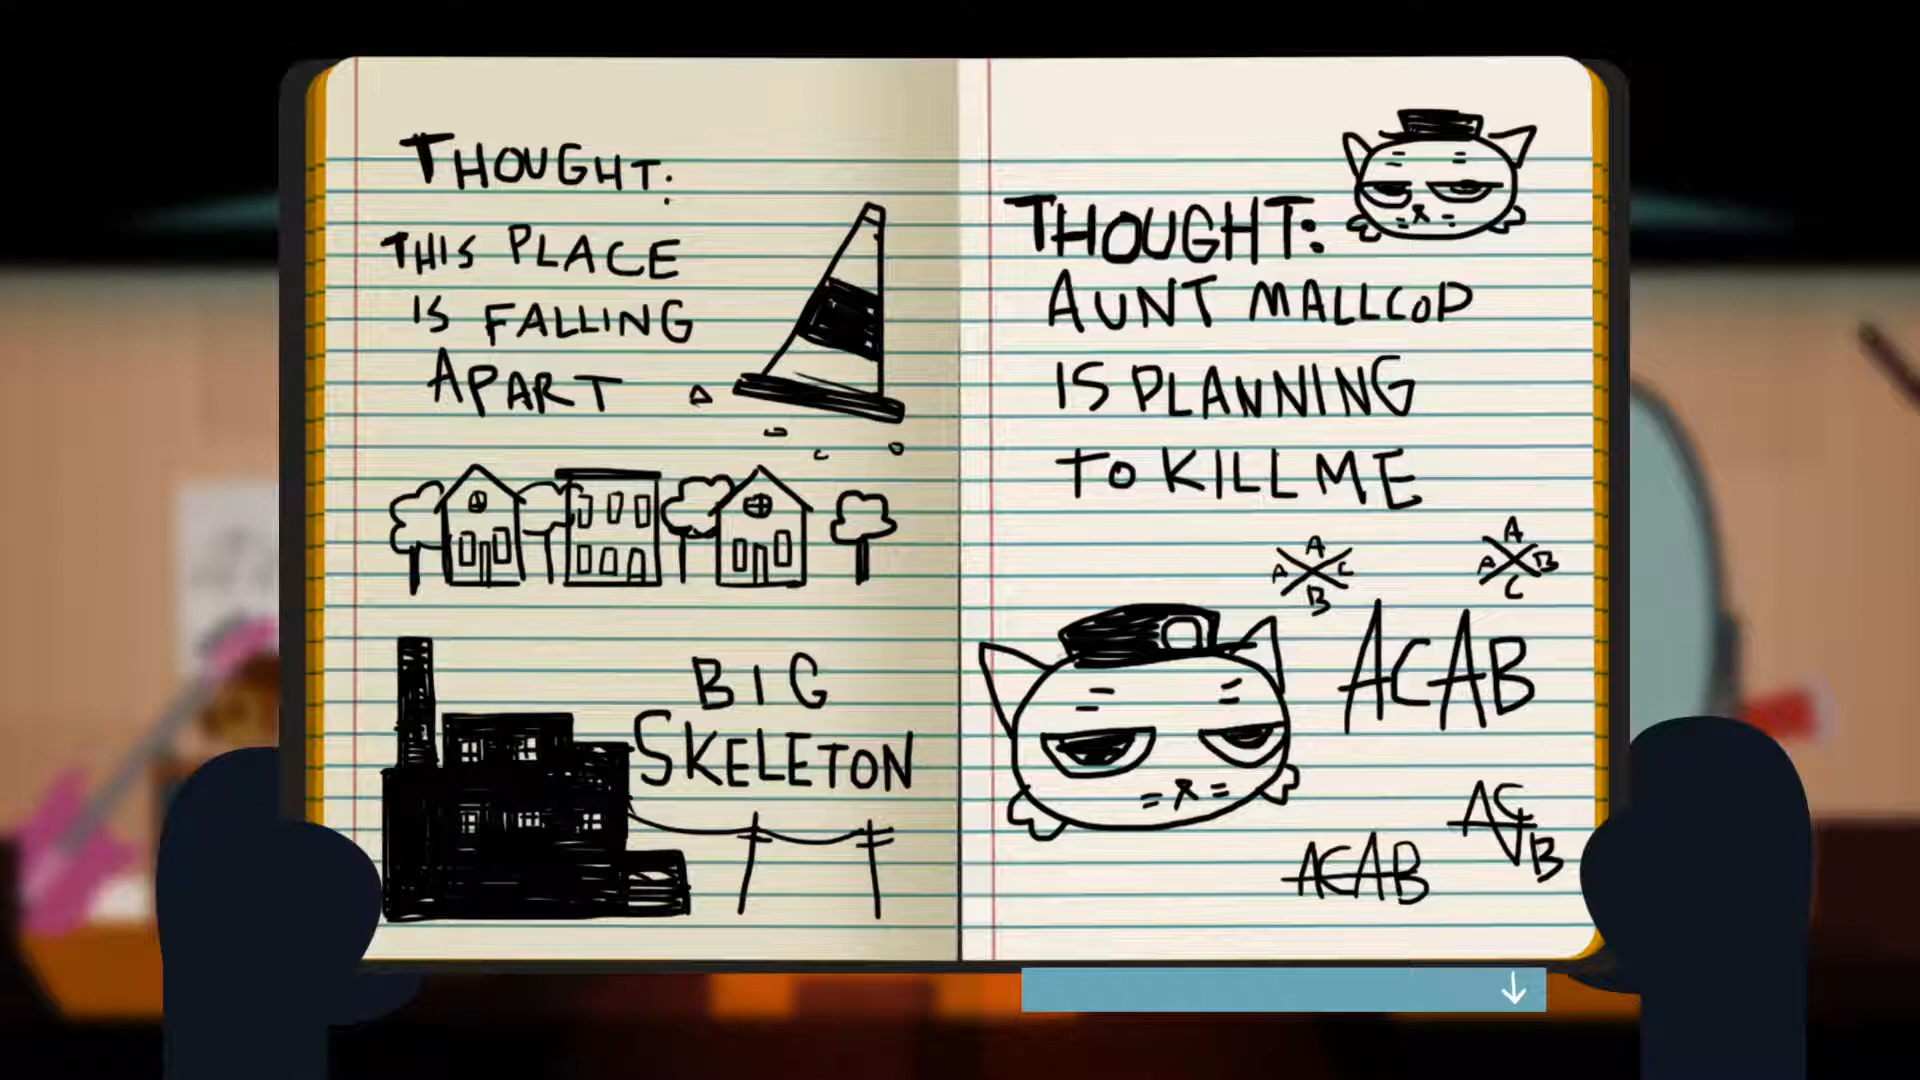 THOUGHT:
THIS PLACE
IS FALLING
APART
BIG
SKELETON
THOUGHT:
AUNT MALLCOP
IS PLANNING
TO KILL ME
A
A C
B
A
A B
C
ACAB
ACAB
ACAB